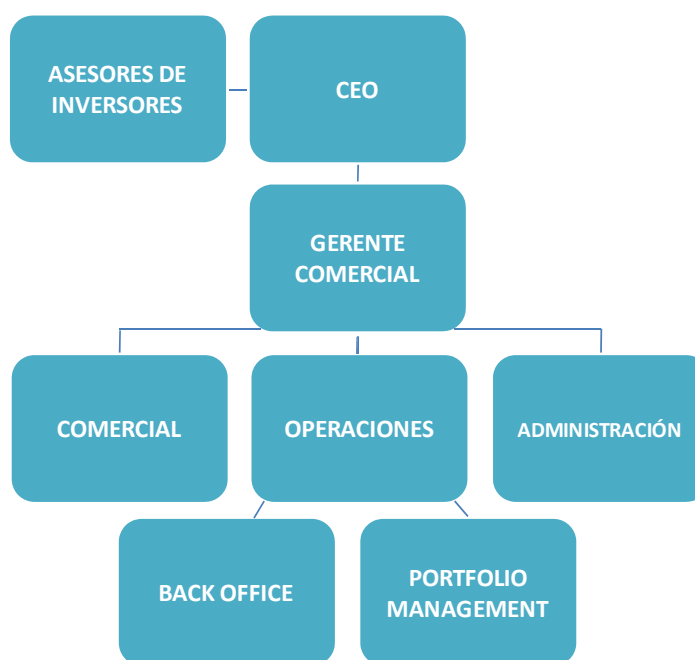 ASESORES DE
INVERSORES
CEO
GERENTE
COMERCIAL
COMERCIAL
OPERACIONES
ADMINISTRACIÓN
BACK OFFICE
PORTFOLIO
MANAGEMENT